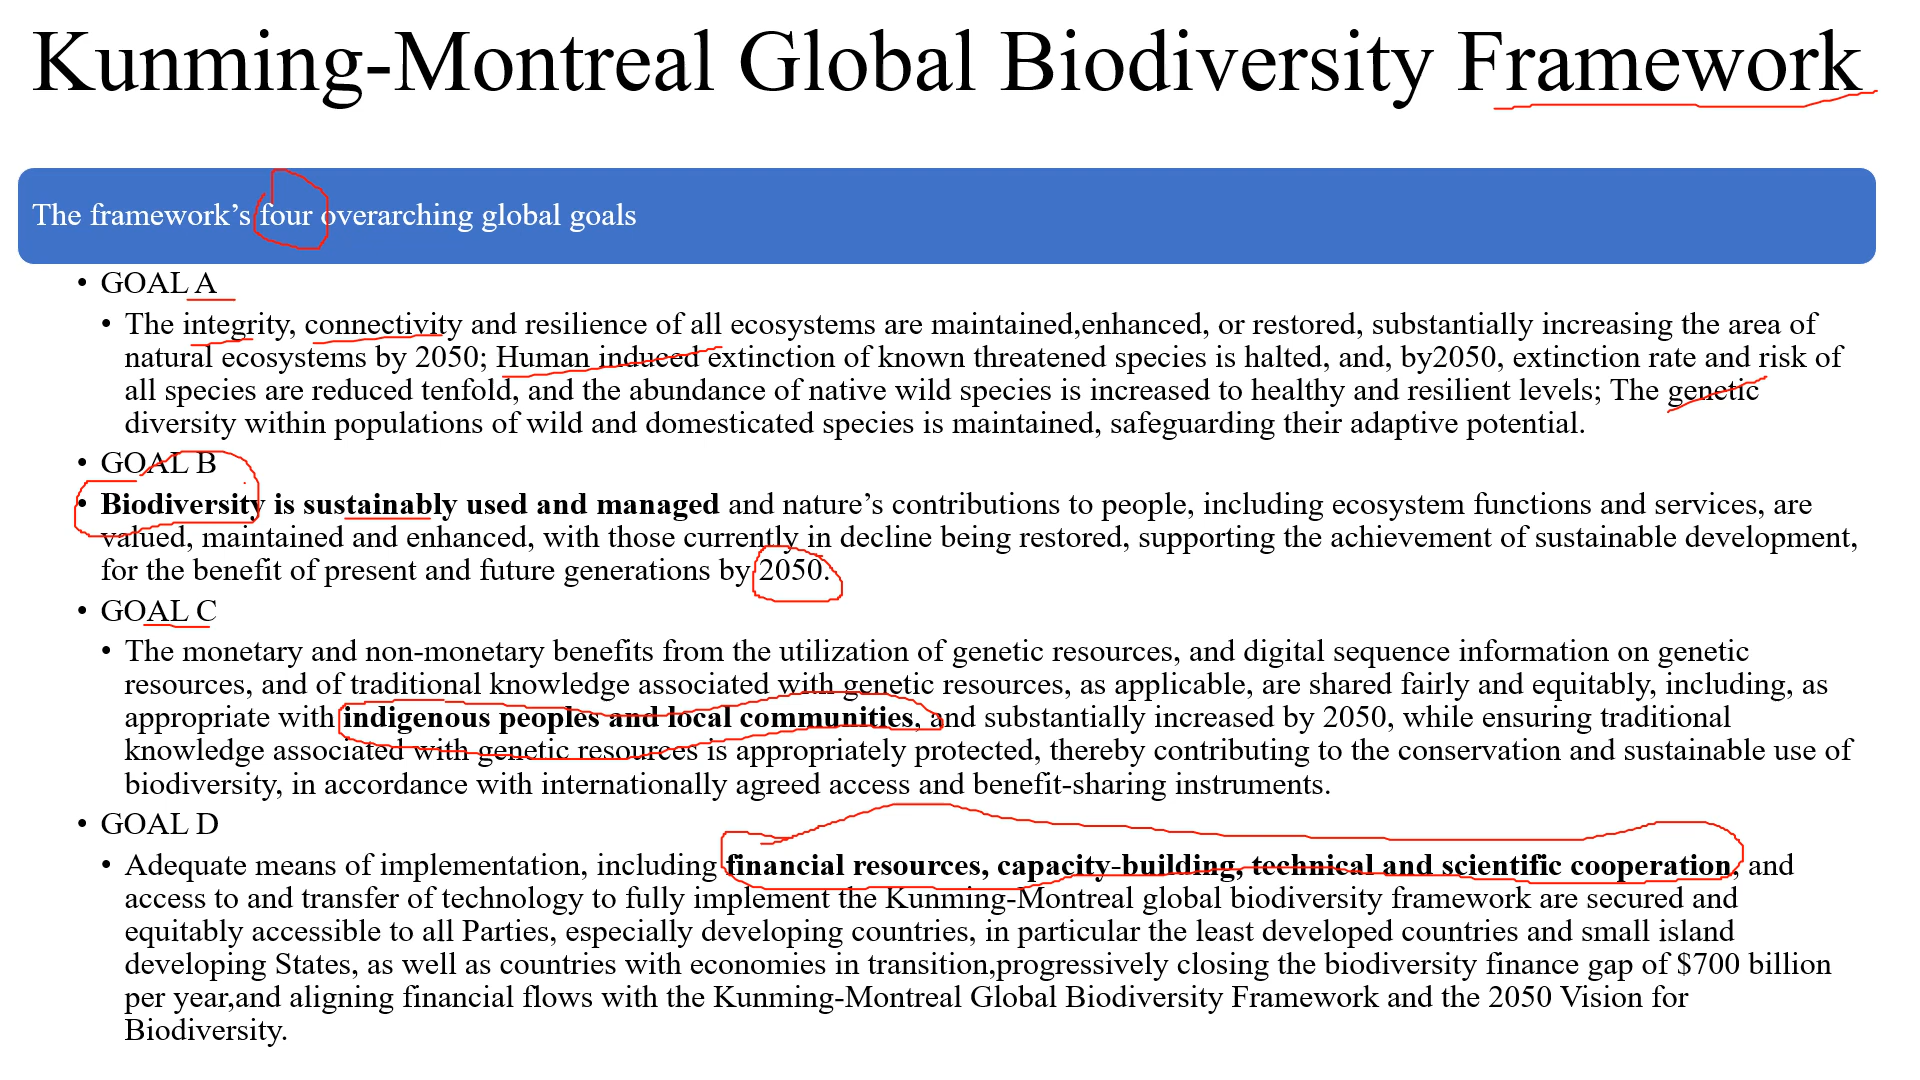 Kunming-Montreal Global Biodiversity Framework
The framework’s four overarching global goals
• GOAL A
• The integrity, connectivity and resilience of all ecosystems are maintained,enhanced, or restored, substantially increasing the area of
natural ecosystems by 2050; Human induced extinction of known threatened species is halted, and, by2050, extinction rate and risk of
all species are reduced tenfold, and the abundance of native wild species is increased to healthy and resilient levels; The genetic
diversity within populations of wild and domesticated species is maintained, safeguarding their adaptive potential.
• GOAL B
• Biodiversity is sustainably used and managed and nature’s contributions to people, including ecosystem functions and services, are
valued, maintained and enhanced, with those currently in decline being restored, supporting the achievement of sustainable development,
for the benefit of present and future generations by 2050.
• GOAL C
• The monetary and non-monetary benefits from the utilization of genetic resources, and digital sequence information on genetic
resources, and of traditional knowledge associated with genetic resources, as applicable, are shared fairly and equitably, including, as
appropriate with indigenous peoples and local communities, and substantially increased by 2050, while ensuring traditional
knowledge associated with genetic resources is appropriately protected, thereby contributing to the conservation and sustainable use of
biodiversity, in accordance with internationally agreed access and benefit-sharing instruments.
• GOAL D
• Adequate means of implementation, including financial resources, capacity-building, technical and scientific cooperation, and
access to and transfer of technology to fully implement the Kunming-Montreal global biodiversity framework are secured and
equitably accessible to all Parties, especially developing countries, in particular the least developed countries and small island
developing States, as well as countries with economies in transition,progressively closing the biodiversity finance gap of $700 billion
per year,and aligning financial flows with the Kunming-Montreal Global Biodiversity Framework and the 2050 Vision for
Biodiversity.